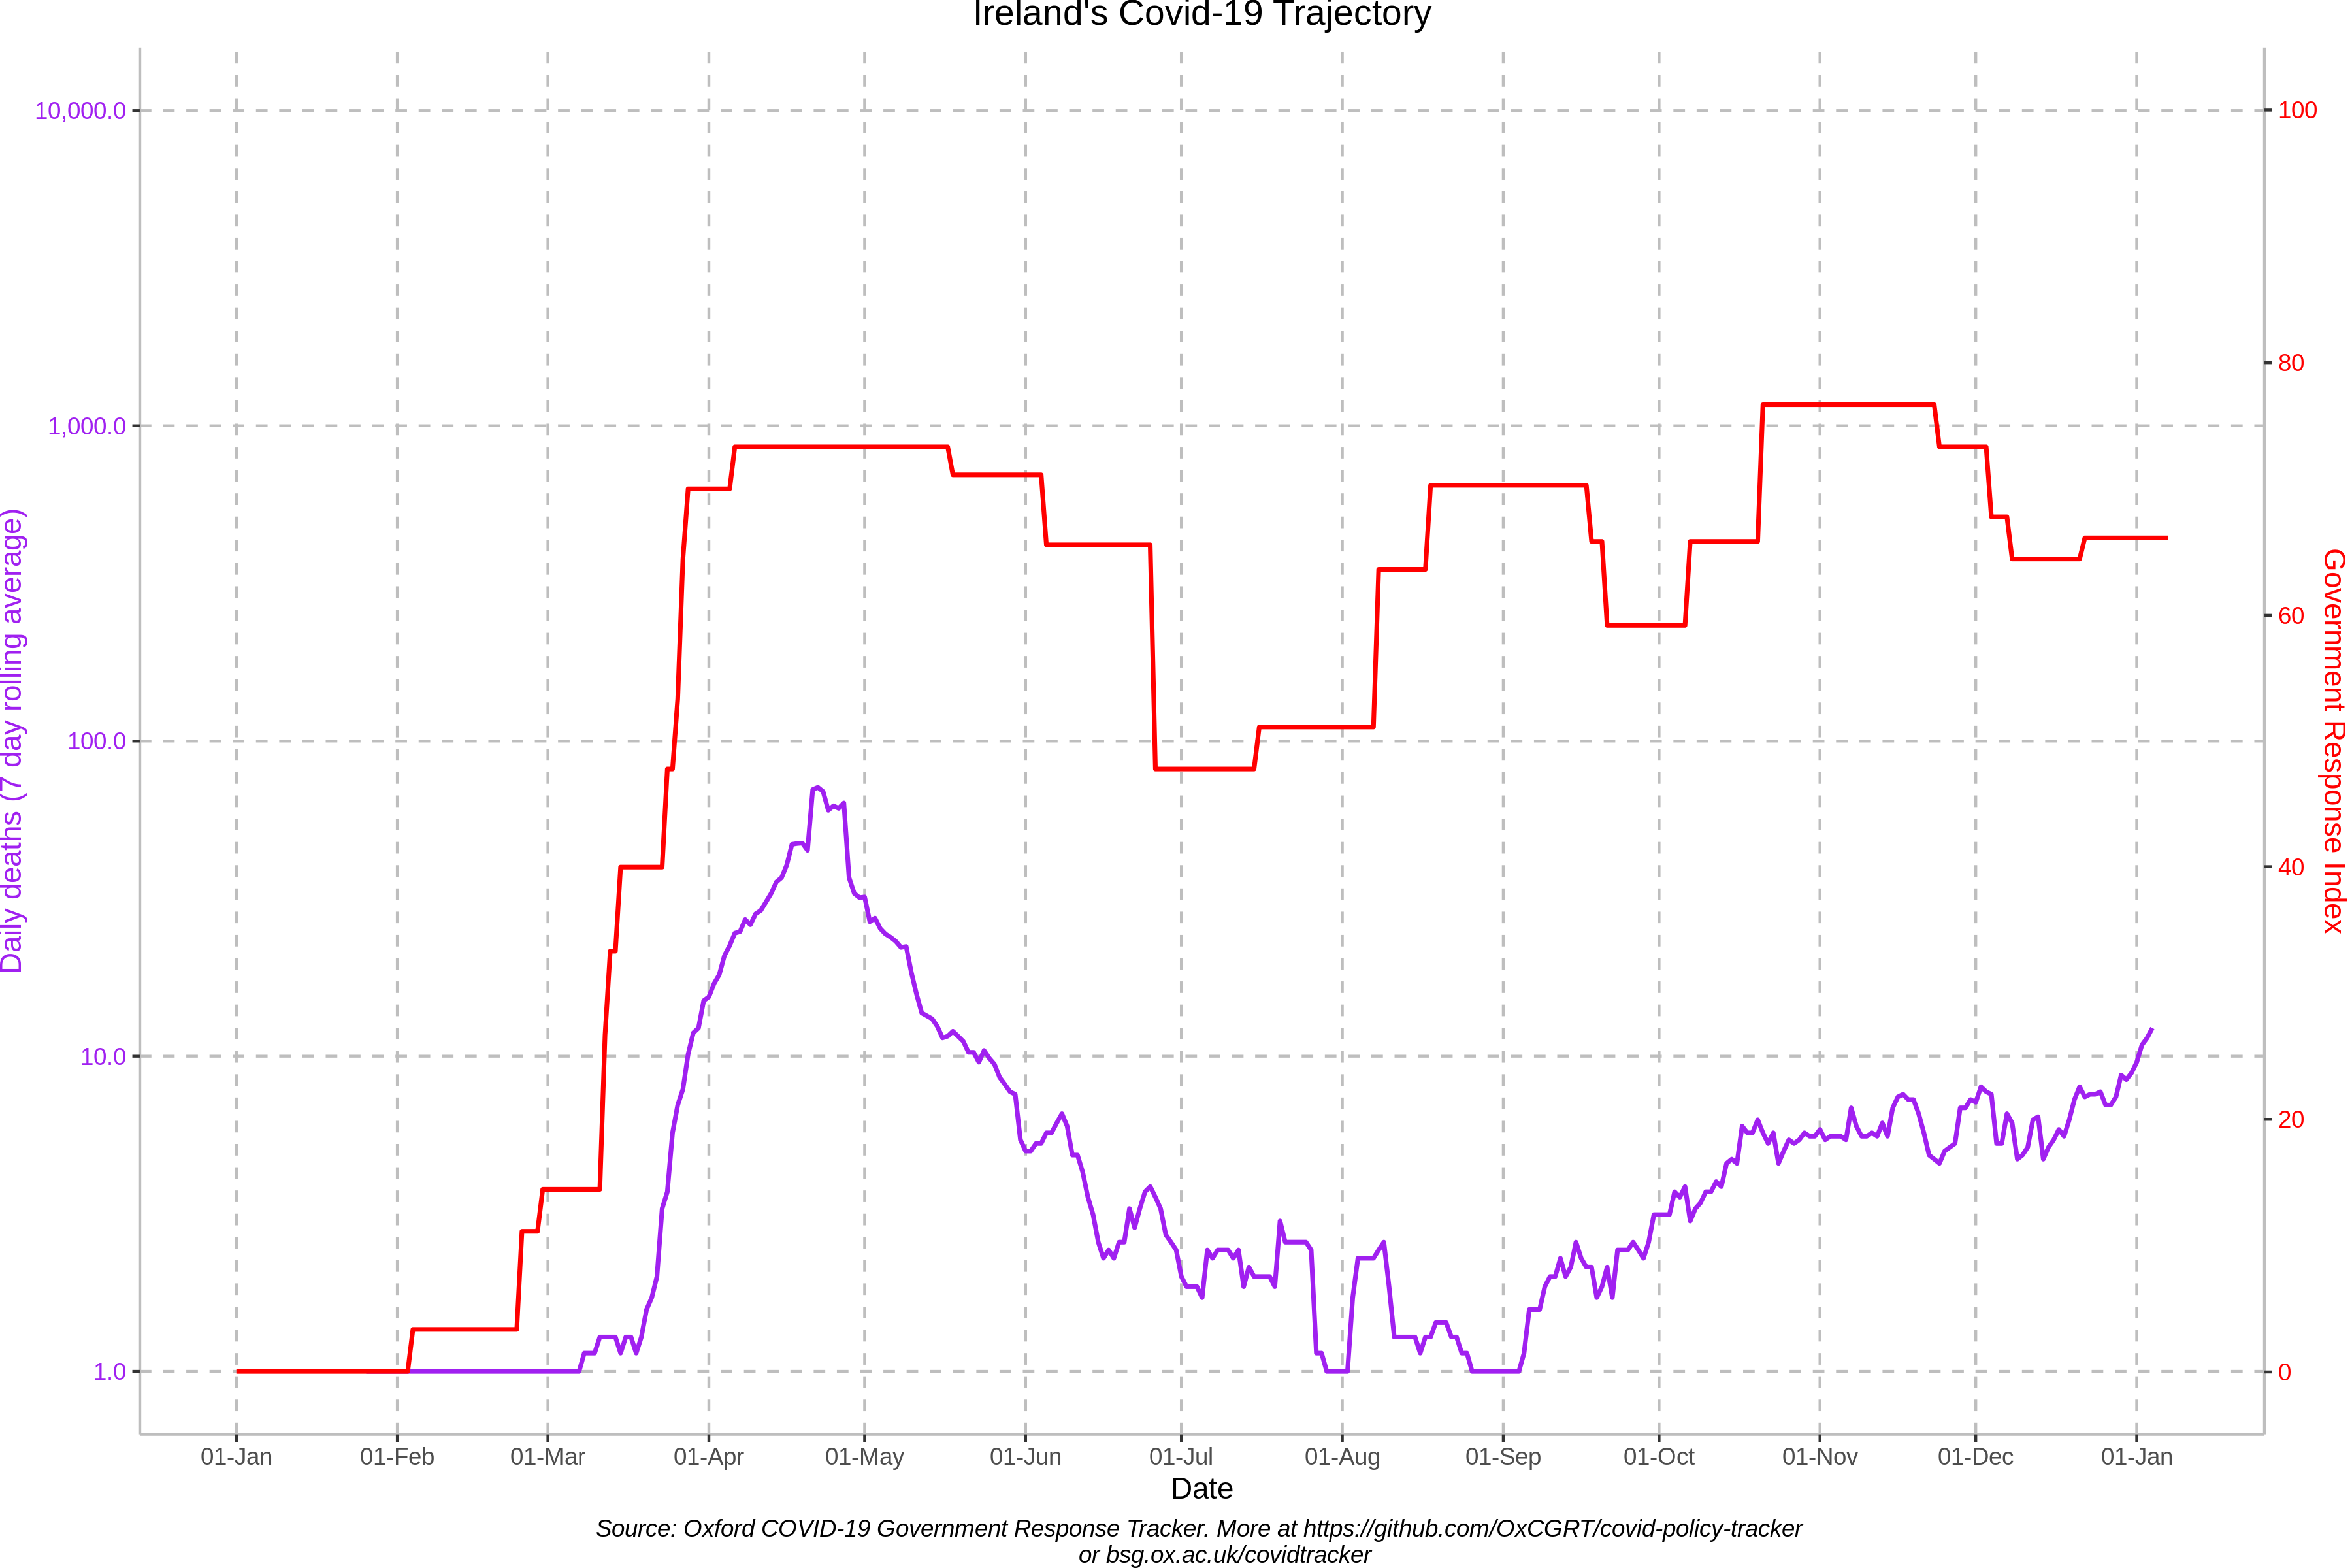 Ireland's Covid-19 Trajectory
10,000.0
1,000.0
100.0
10.0
1.0
Daily deaths (7 day rolling average)
100
80
60
40
20
0
Government Response Index
01-Jan
01-Feb
01-Mar
01-Apr
01-May
01-Jun
01-Jul
01-Aug
01-Sep
01-Oct
01-Nov
01-Dec
01-Jan
Date
Source: Oxford COVID-19 Government Response Tracker. More at https://github.com/OxCGRT/covid-policy-tracker
or bsg.ox.ac.uk/covidtracker